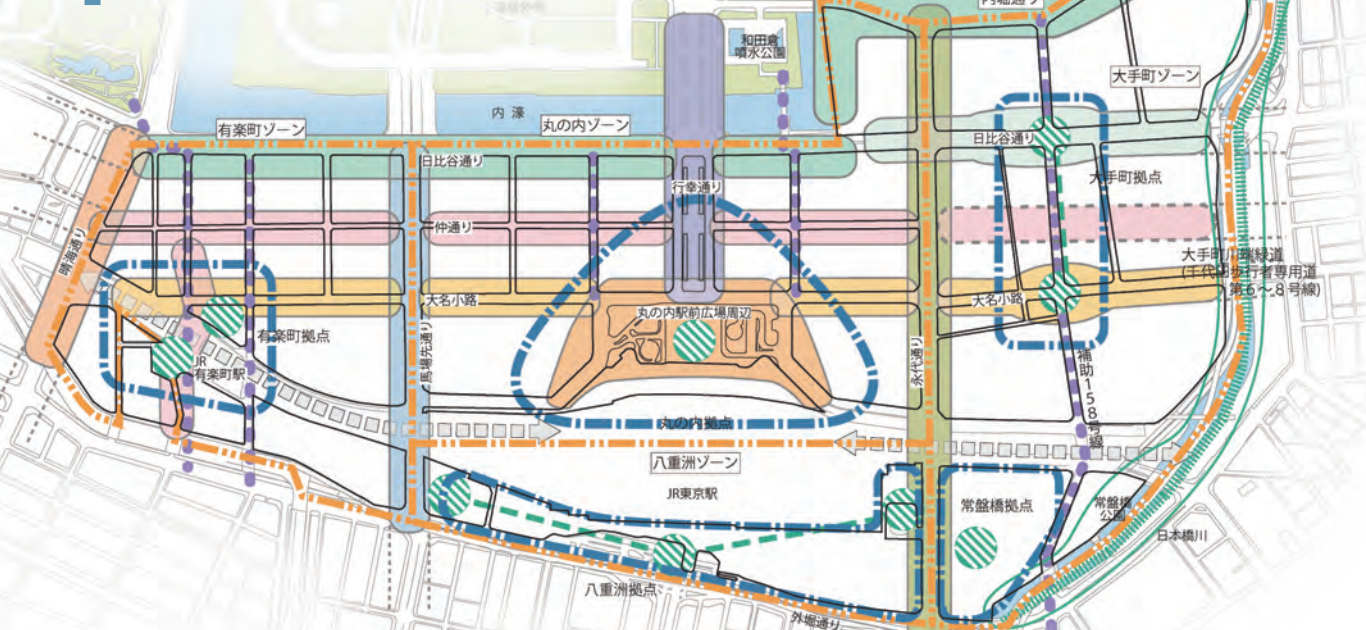 内堀通り
和田倉
噴水公園
大手町ゾーン
内 濠
有楽町ゾーン
丸の内ゾーン
日比谷通り
日比谷通り
行幸通り
大手町拠点
仲通り
晴海通り
大手町川端緑道
(千代田歩行者専用道
第6～8号線)
大名小路
大名小路
丸の内駅前広場周辺
有楽町拠点
JR
有楽町駅
馬場先通り
永代通り
補助158号線
丸の内拠点
八重洲ゾーン
JR東京駅
常盤橋拠点
常盤橋
公園
日本橋川
八重洲拠点
外堀通り